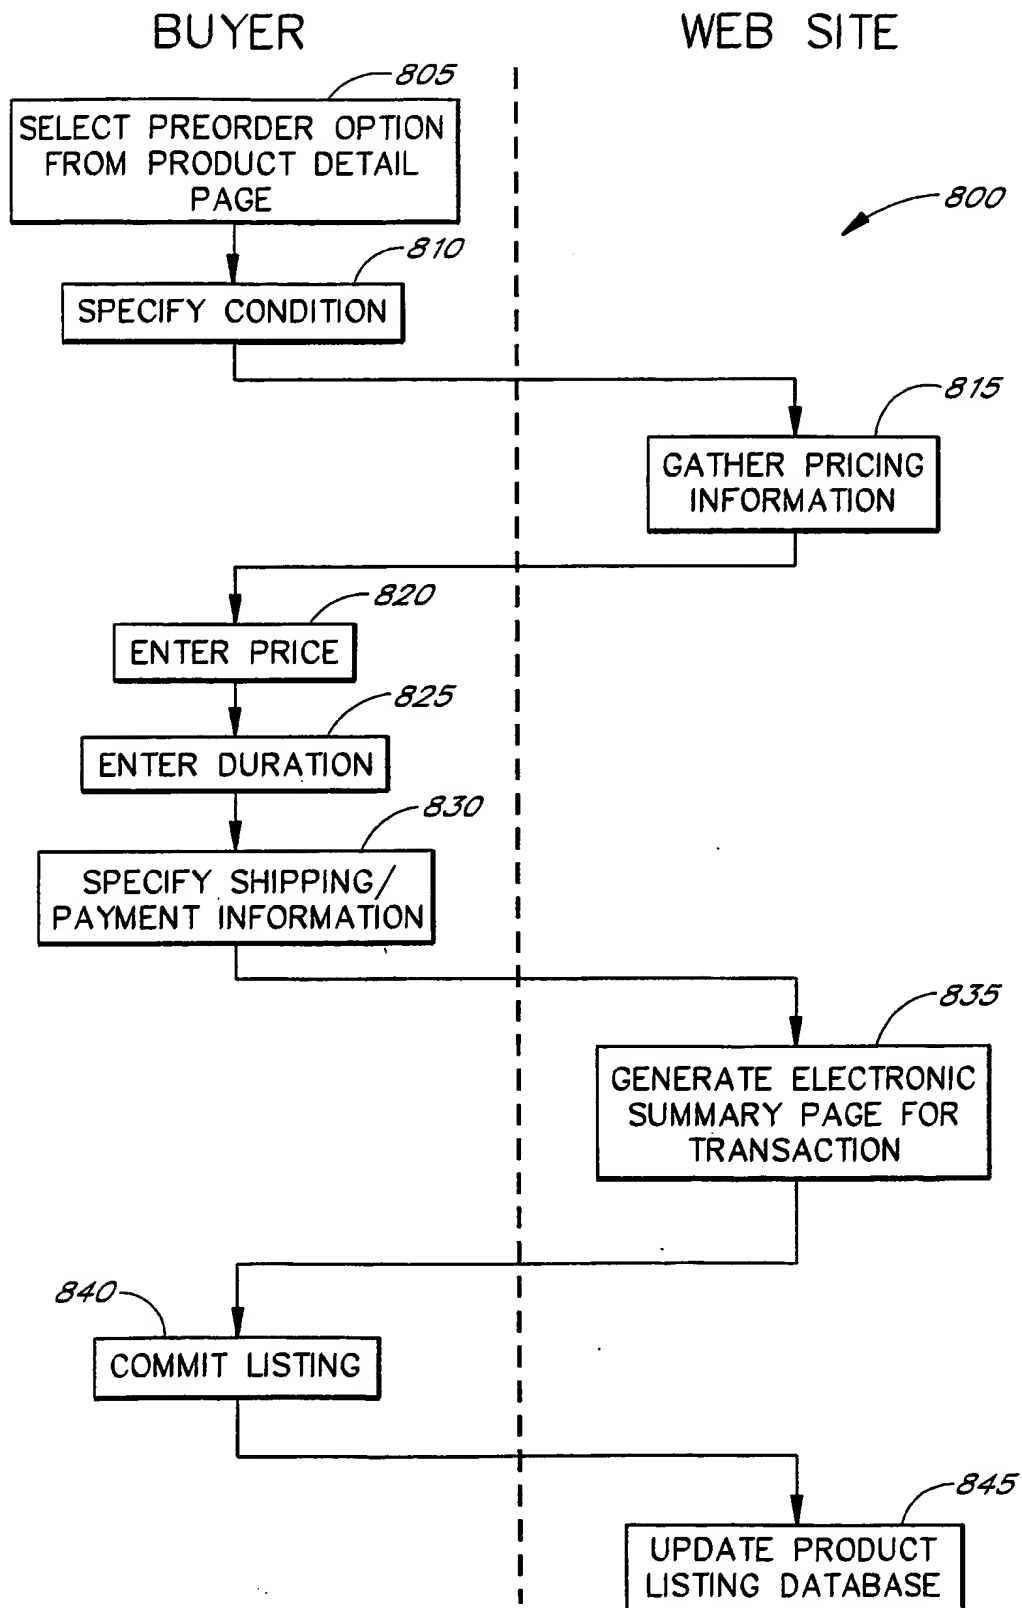 BUYER
WEB SITE
805
SELECT PREORDER OPTION
FROM PRODUCT DETAIL
PAGE
800
810
SPECIFY CONDITION
815
GATHER PRICING
INFORMATION
820
ENTER PRICE
825
ENTER DURATION
830
SPECIFY SHIPPING/
PAYMENT INFORMATION
835
GENERATE ELECTRONIC
SUMMARY PAGE FOR
TRANSACTION
840
COMMIT LISTING
845
UPDATE PRODUCT
LISTING DATABASE